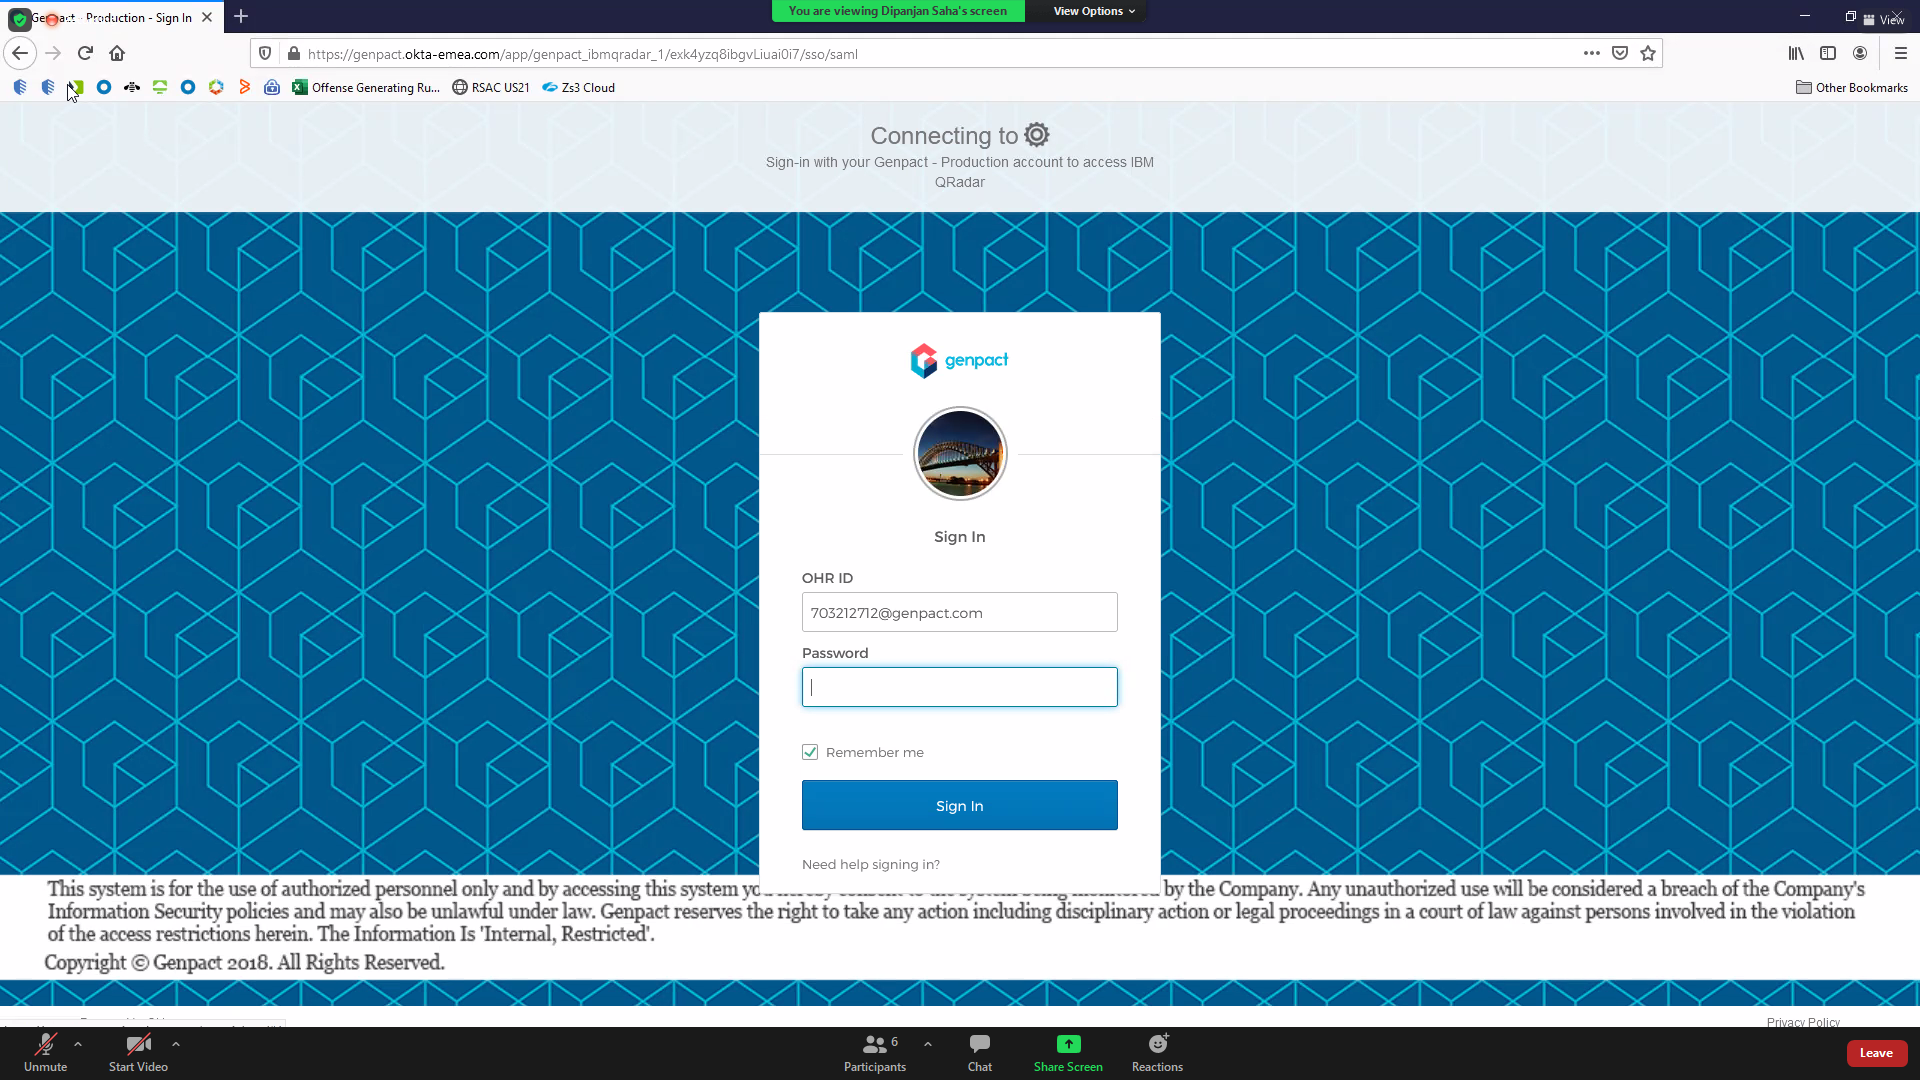 Genpact - Production - Sign In
You are viewing Dipanjan Saha's screen
View Options
View
https://genpact.okta-emea.com/app/genpact_ibmqradar_1/exk4yzq8ibgvLiuai0i7/sso/saml
Offense Generating Ru...
RSAC US21
Zs3 Cloud
Other Bookmarks
Connecting to
Sign-in with your Genpact - Production account to access IBM
QRadar
genpact
Sign In
OHR ID
703212712@genpact.com
Password
Remember me
Sign In
Need help signing in?
This system is for the use of authorized personnel only and by accessing this system you by the Company. Any unauthorized use will be considered a breach of the Company's
Information Security policies and may also be unlawful under law. Genpact reserves the right to take any action including disciplinary action or legal proceedings in a court of law against persons involved in the violation
of the access restrictions herein. The Information Is 'Internal, Restricted'.
Copyright © Genpact 2018. All Rights Reserved.
Privacy Policy
Unmute
Start Video
Participants
6
Chat
Share Screen
Reactions
Leave